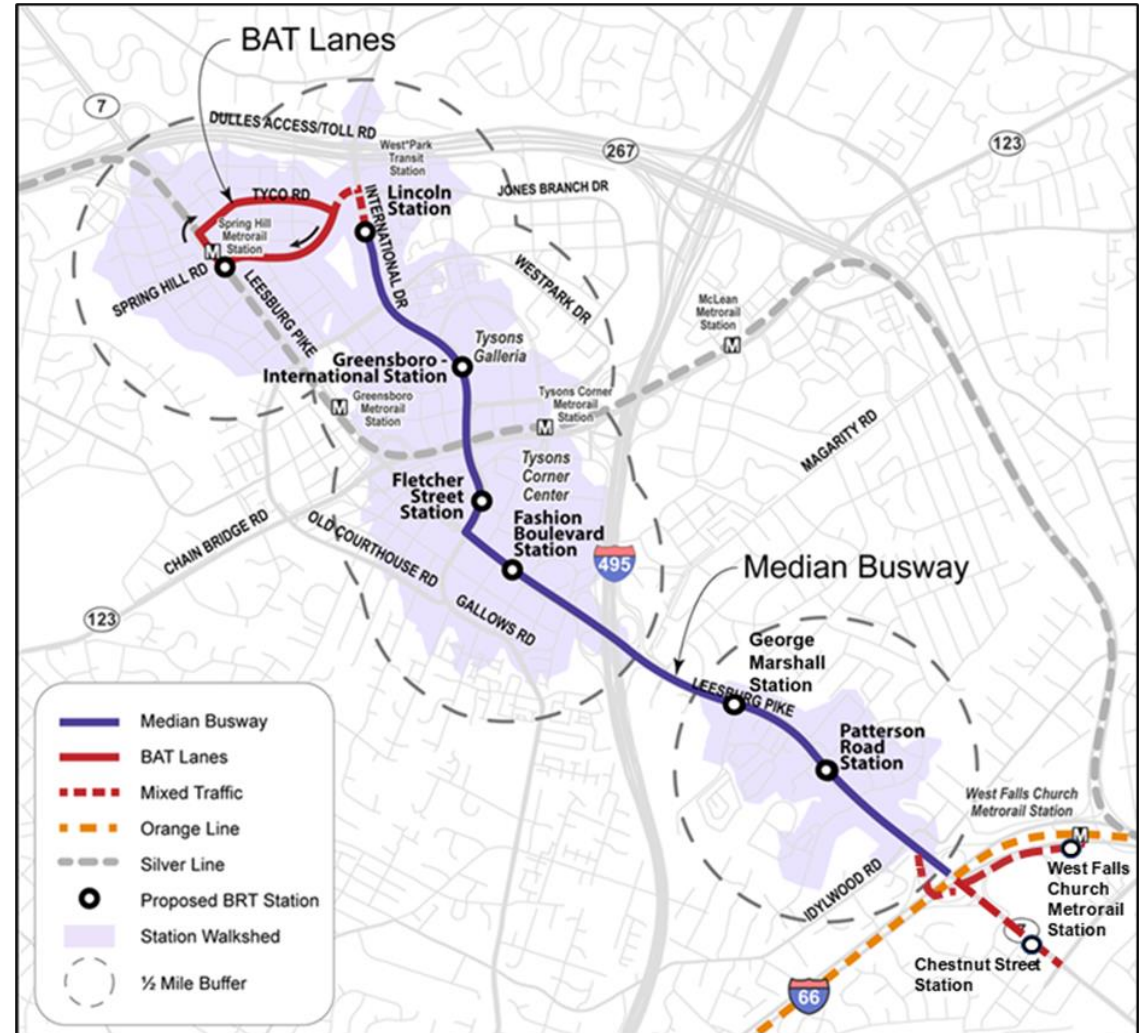 BAT Lanes
7
DULLES ACCESS/TOLL RD
West*Park
Transit
Station
267
123
JONES BRANCH DR
TYCO RD
INTERNATIONAL DR
Lincoln
Station
Spring Hill
Metrorail
Station
M
SPRING HILL RD
LEESBURG PIKE
WESTPARK DR
McLean
Metrorail
Station
M
Tysons
Galleria
Greensboro -
International Station
Greensboro
Metrorail
Station
M
Tysons Corner
Metrorail
Station
M
MAGARITY RD
Tysons
Corner
Center
Fletcher
Street
Station
Fashion
Boulevard
Station
CHAIN BRIDGE RD
OLD COURTHOUSE RD
GALLOWS RD
495
Median Busway
123
George
Marshall
Station
LEESBURG PIKE
Patterson
Road
Station
West Falls Church
Metrorail Station
M
IDYLWOOD RD
West Falls
Church
Metrorail
Station
7
Chestnut Street
Station
66
Median Busway
BAT Lanes
Mixed Traffic
Orange Line
Silver Line
Proposed BRT Station
Station Walkshed
½ Mile Buffer